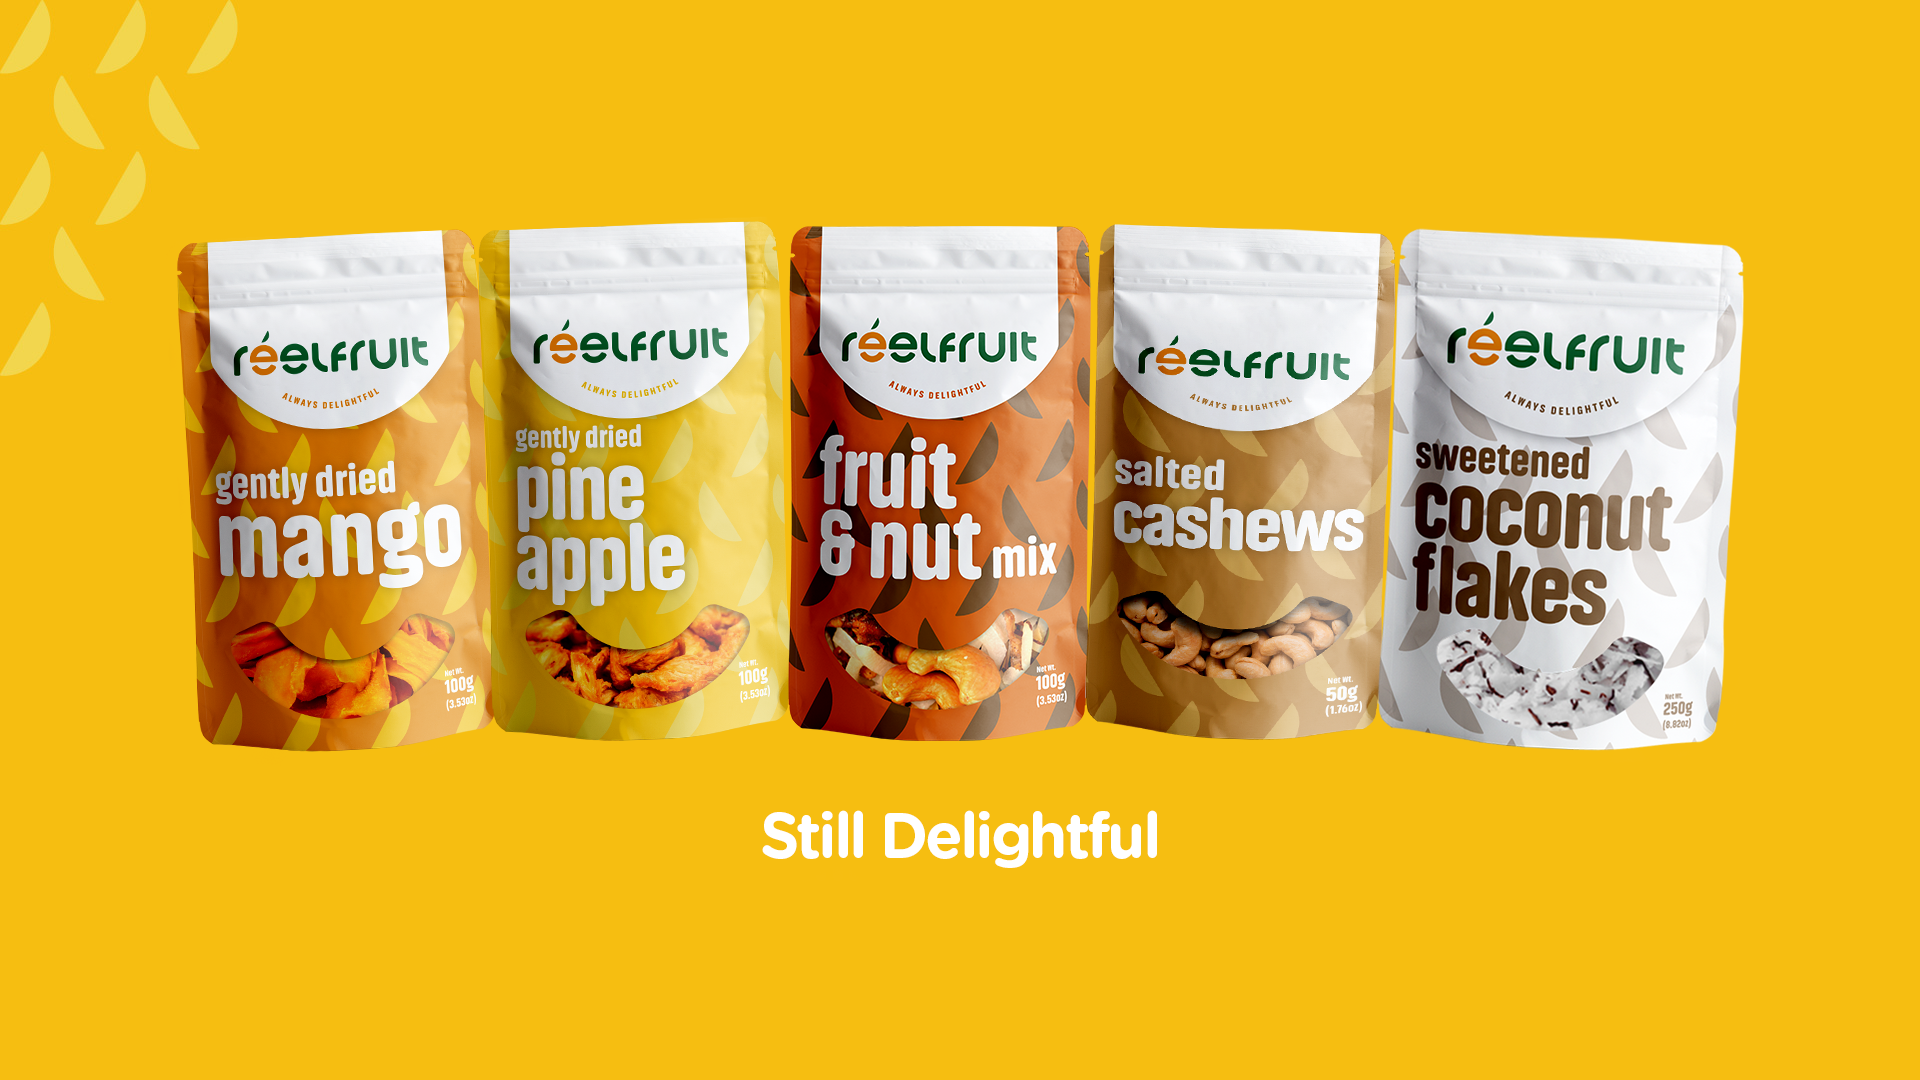 réelfruit
ALWAYS DELIGHTFUL
gently dried
mango
Net Wt.
100g
(3.53oz)
réelfruit
ALWAYS DELIGHTFUL
gently dried
pine
apple
Net Wt.
100g
(3.53oz)
réelfruit
ALWAYS DELIGHTFUL
fruit
& nut mix
Net Wt.
100g
(3.53oz)
réelfruit
ALWAYS DELIGHTFUL
salted
cashews
Net Wt.
50g
(1.76oz)
réelfruit
ALWAYS DELIGHTFUL
sweetened
coconut
flakes
Net Wt.
250g
(8.82oz)
Still Delightful